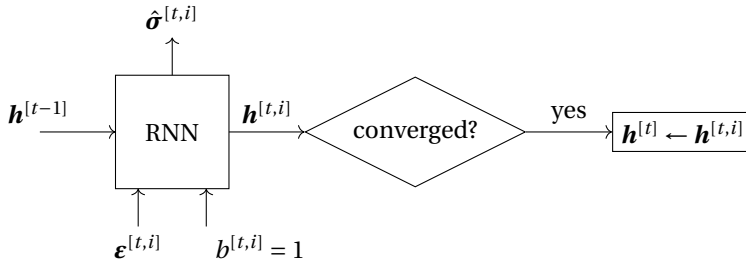 σ̂^[t,i]
h^[t−1]
RNN
h^[t,i]
converged?
yes
h^[t] ← h^[t,i]
ε^[t,i]
b^[t,i] = 1